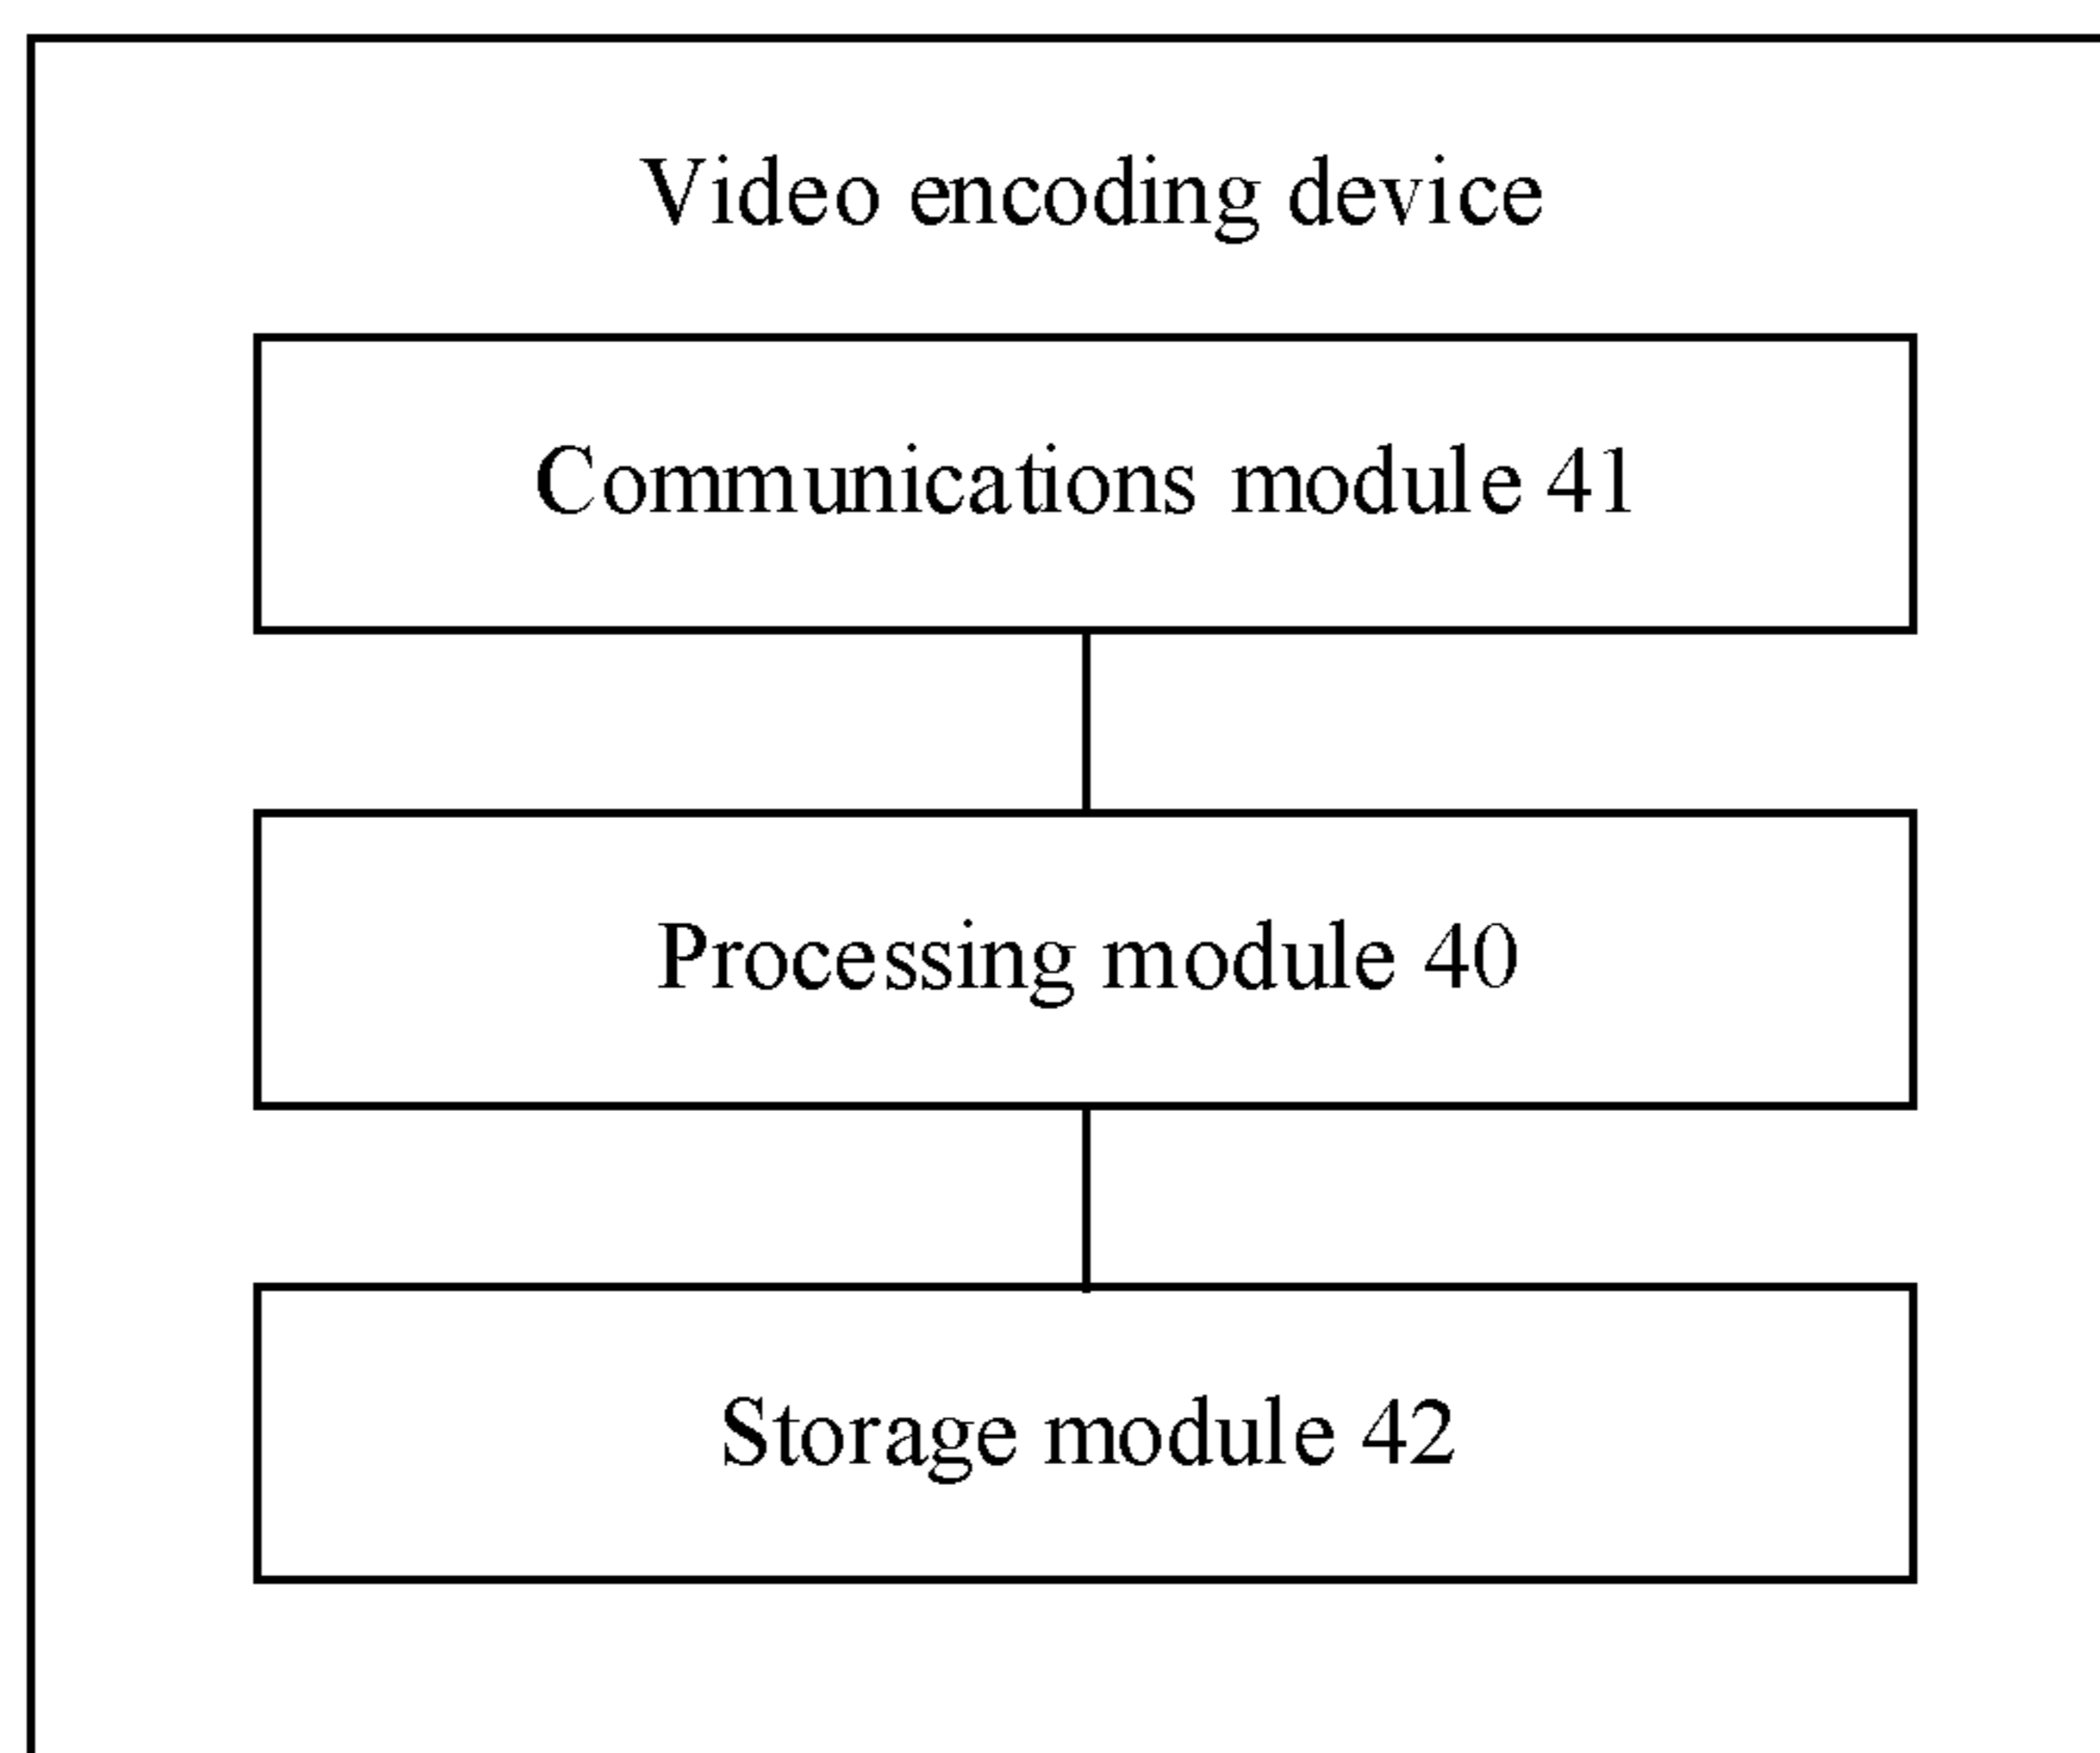 Video encoding device
Communications module 41
Processing module 40
Storage module 42